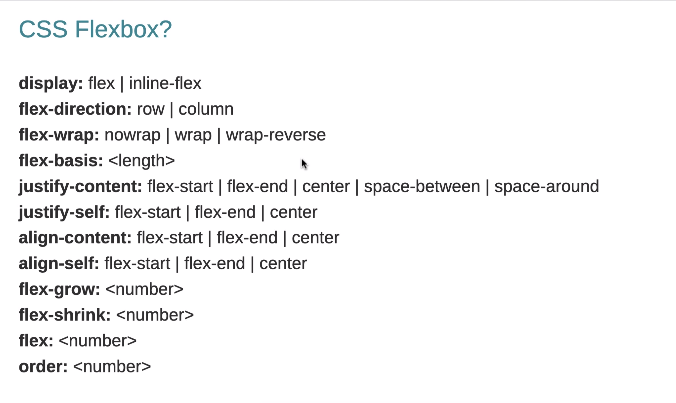 CSS Flexbox?
display: flex | inline-flex
flex-direction: row | column
flex-wrap: nowrap | wrap | wrap-reverse
flex-basis: <length>
justify-content: flex-start | flex-end | center | space-between | space-around
justify-self: flex-start | flex-end | center
align-content: flex-start | flex-end | center
align-self: flex-start | flex-end | center
flex-grow: <number>
flex-shrink: <number>
flex: <number>
order: <number>